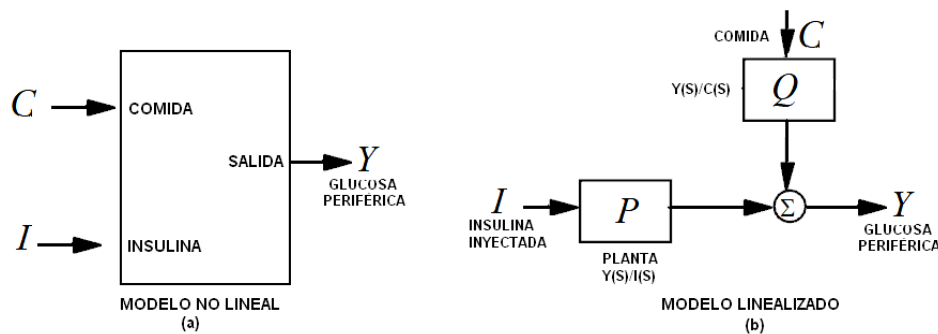 C
COMIDA
SALIDA
Y
GLUCOSA
PERIFÉRICA
I
INSULINA
MODELO NO LINEAL
(a)
COMIDA
C
Y(S)/C(S)
Q
I
INSULINA
INYECTADA
P
Σ
Y
GLUCOSA
PERIFÉRICA
PLANTA
Y(S)/I(S)
MODELO LINEALIZADO
(b)